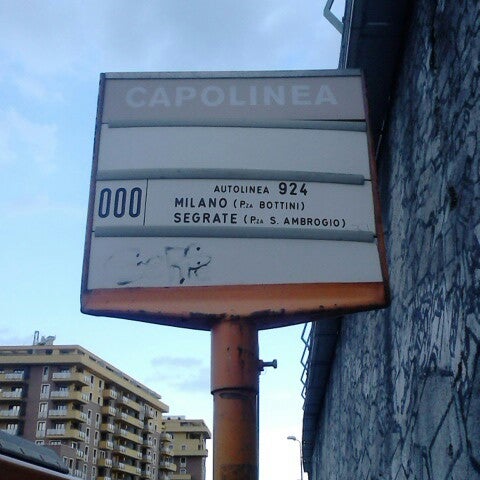 CAPOLINEA
000
AUTOLINEA 924
MILANO (P.ZA BOTTINI)
SEGRATE (P.ZA S. AMBROGIO)